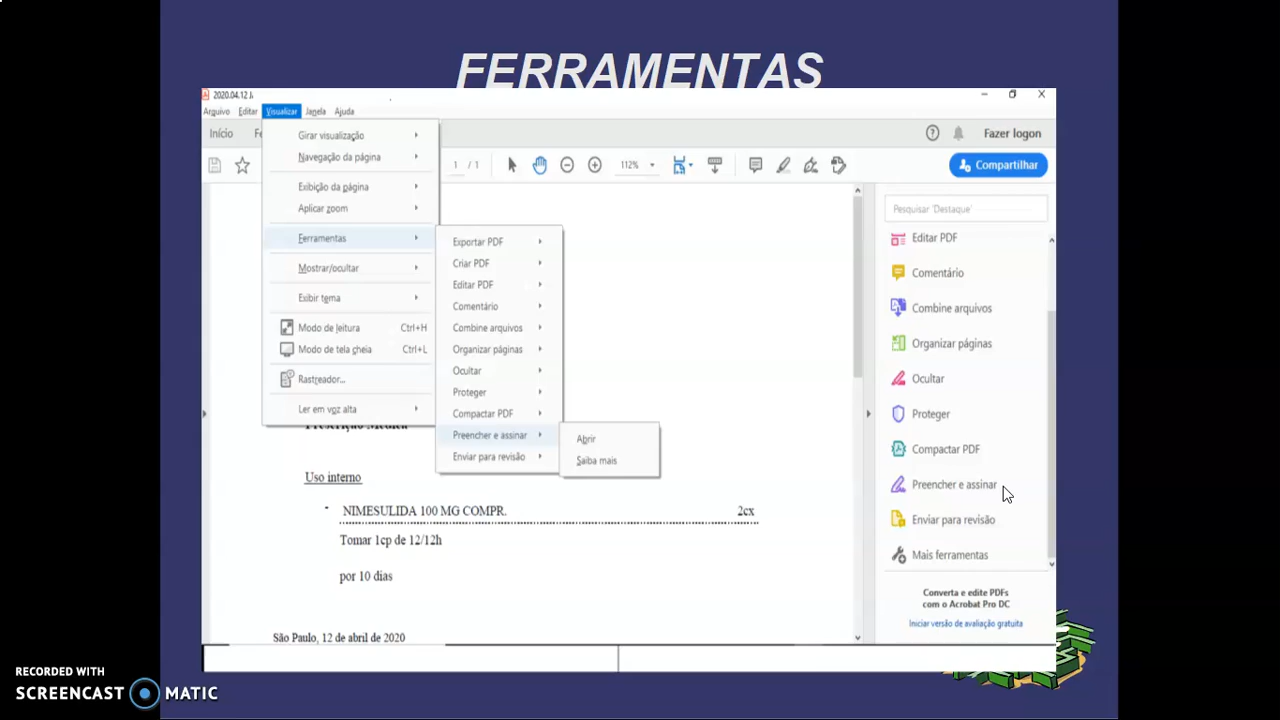 FERRAMENTAS
2020.04.12
Arquivo Editar Visualizar Janela Ajuda
Início
Fazer logon
1 / 1
112%
Compartilhar
Girar visualização
Navegação da página
Exibição da página
Aplicar zoom
Ferramentas
Mostrar/ocultar
Exibir tema
Modo de leitura Ctrl+H
Modo de tela cheia Ctrl+L
Rastreador...
Ler em voz alta
Exportar PDF
Criar PDF
Editar PDF
Comentário
Combine arquivos
Organizar páginas
Ocultar
Proteger
Compactar PDF
Preencher e assinar
Enviar para revisão
Abrir
Saiba mais
Pesquisar 'Destaque'
Editar PDF
Comentário
Combine arquivos
Organizar páginas
Ocultar
Proteger
Compactar PDF
Preencher e assinar
Enviar para revisão
Mais ferramentas
Converta e edite PDFs
com o Acrobat Pro DC
Iniciar versão de avaliação gratuita
Prescrição Médica
Uso interno
- NIMESULIDA 100 MG COMPR. 2cx
Tomar 1cp de 12/12h
por 10 dias
São Paulo, 12 de abril de 2020
RECORDED WITH
SCREENCAST MATIC